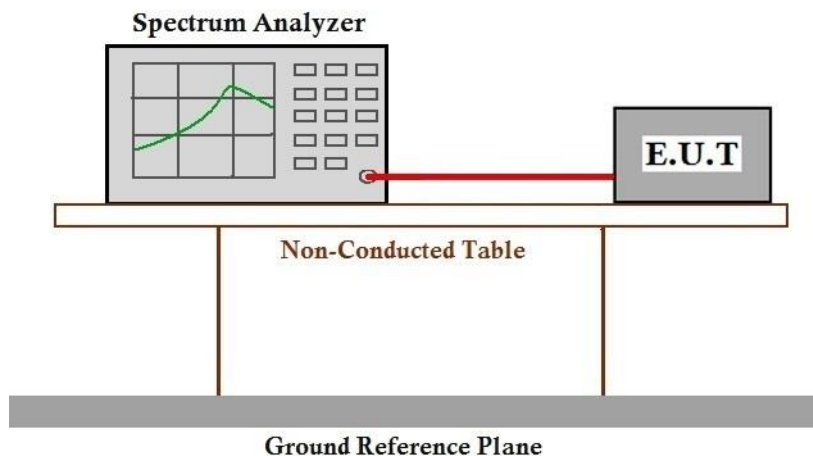 Spectrum Analyzer
E.U.T
Non-Conducted Table
Ground Reference Plane